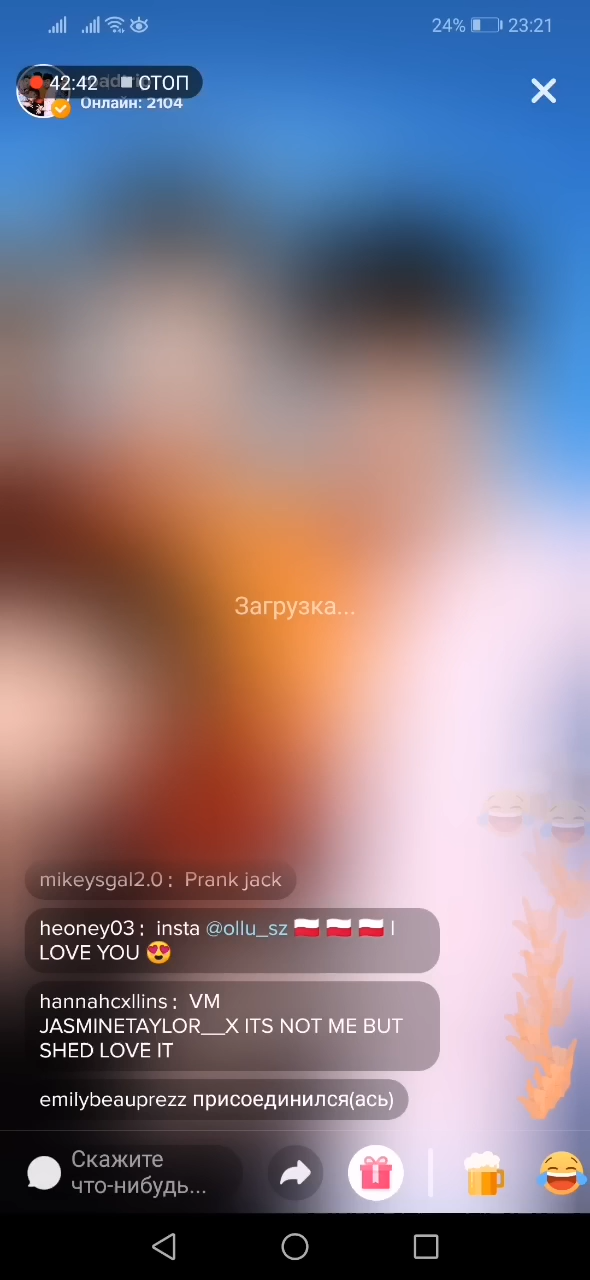 24% 23:21
42:42 СТОП
Онлайн: 2104
Загрузка...
mikeysgal2.0 : Prank jack
heoney03 : insta @ollu_sz 🇵🇱 🇵🇱 🇵🇱 I
LOVE YOU 😍
hannahcxllins : VM
JASMINETAYLOR__X ITS NOT ME BUT
SHED LOVE IT
emilybeauprezz присоединился(ась)
Скажите
что-нибудь...